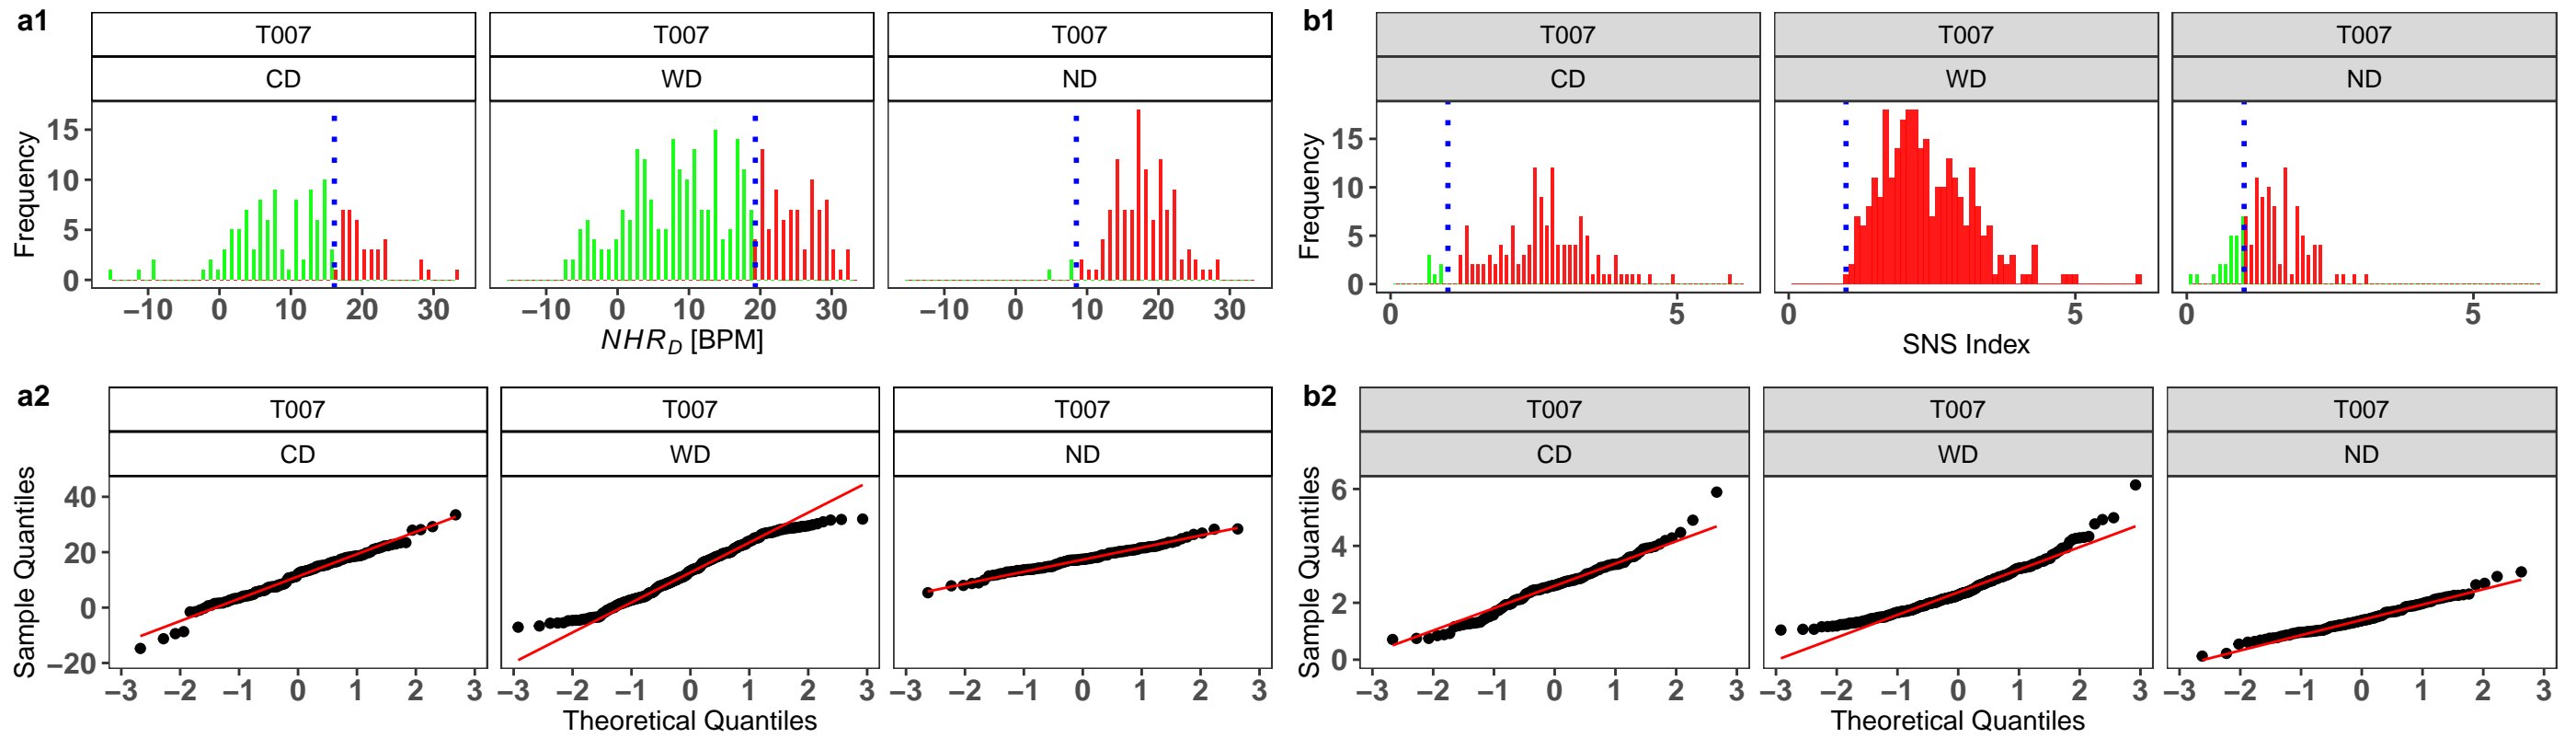 a1
T007 T007 T007
CD WD ND
Frequency
15
10
5
0
−10 0 10 20 30 −10 0 10 20 30 −10 0 10 20 30
NHR_D [BPM]
b1
T007 T007 T007
CD WD ND
Frequency
15
10
5
0
0 5 0 5 0 5
SNS Index
a2
T007 T007 T007
CD WD ND
Sample Quantiles
40
20
0
−20
−3 −2 −1 0 1 2 3 −3 −2 −1 0 1 2 3 −3 −2 −1 0 1 2 3
Theoretical Quantiles
b2
T007 T007 T007
CD WD ND
Sample Quantiles
6
4
2
0
−3 −2 −1 0 1 2 3 −3 −2 −1 0 1 2 3 −3 −2 −1 0 1 2 3
Theoretical Quantiles